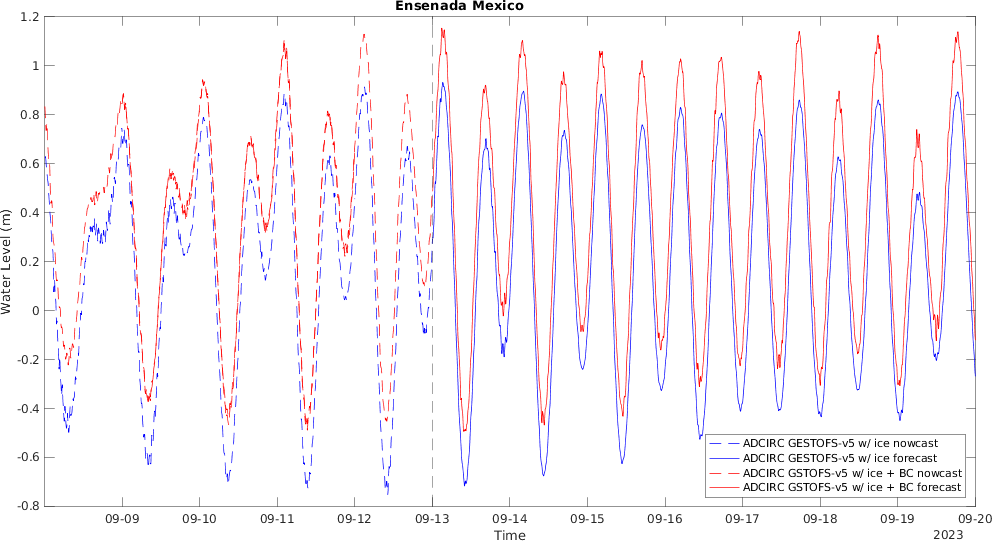 Ensenada Mexico
Water Level (m)
1.2
1
0.8
0.6
0.4
0.2
0
-0.2
-0.4
-0.6
-0.8
ADCIRC GESTOFS-v5 w/ ice nowcast
ADCIRC GESTOFS-v5 w/ ice forecast
ADCIRC GSTOFS-v5 w/ ice + BC nowcast
ADCIRC GSTOFS-v5 w/ ice + BC forecast
09-09 09-10 09-11 09-12 09-13 09-14 09-15 09-16 09-17 09-18 09-19 09-20
Time
2023